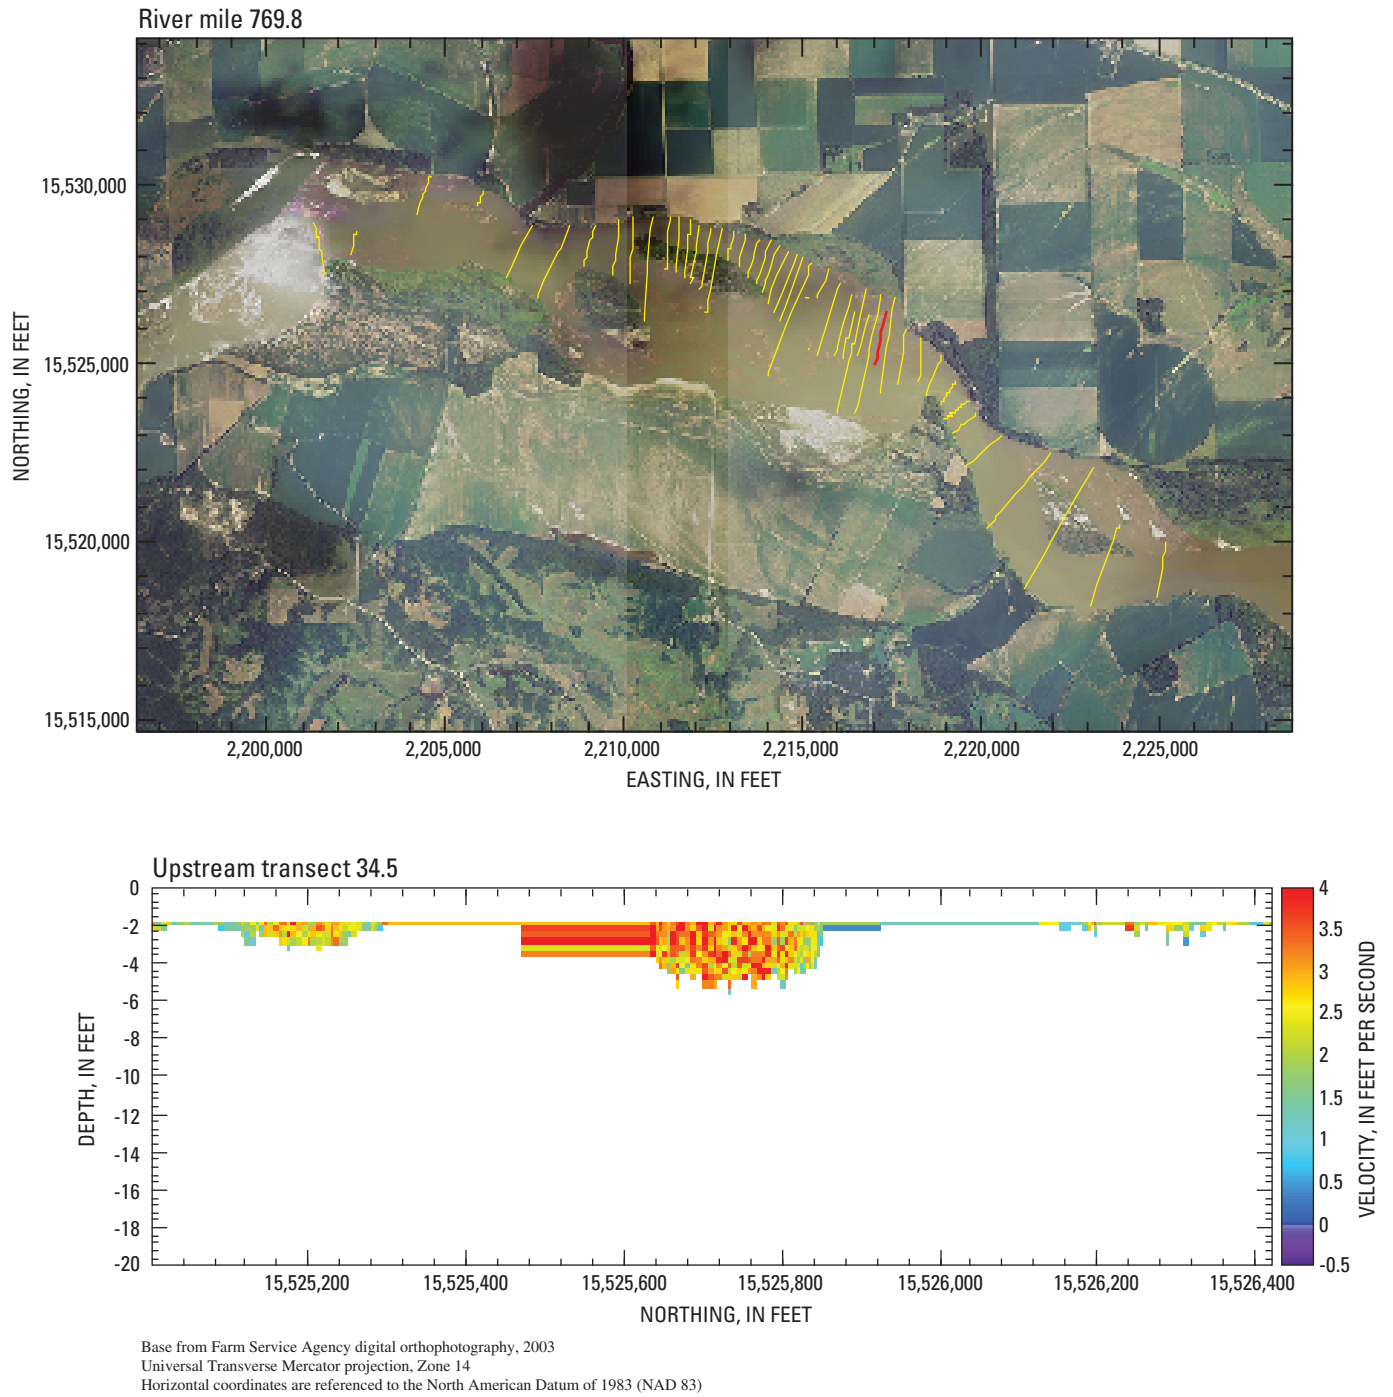 River mile 769.8
15,530,000
15,525,000
15,520,000
15,515,000
NORTHING, IN FEET
2,200,000 2,205,000 2,210,000 2,215,000 2,220,000 2,225,000
EASTING, IN FEET
Upstream transect 34.5
0
-2
-4
-6
-8
-10
-12
-14
-16
-18
-20
DEPTH, IN FEET
15,525,200 15,525,400 15,525,600 15,525,800 15,526,000 15,526,200 15,526,400
NORTHING, IN FEET
4
3.5
3
2.5
2
1.5
1
0.5
0
-0.5
VELOCITY, IN FEET PER SECOND
Base from Farm Service Agency digital orthophotography, 2003
Universal Transverse Mercator projection, Zone 14
Horizontal coordinates are referenced to the North American Datum of 1983 (NAD 83)